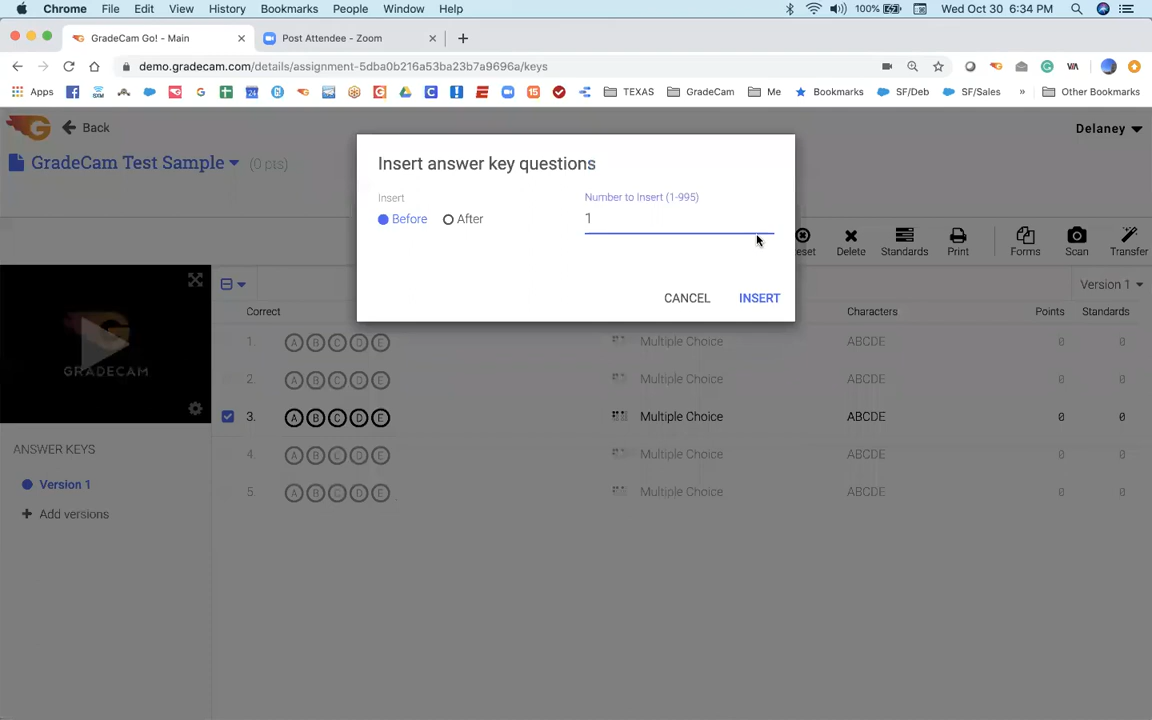 Chrome File Edit View History Bookmarks People Window Help 100% Wed Oct 30 6:34 PM
GradeCam Go! - Main Post Attendee - Zoom
demo.gradecam.com/details/assignment-5dba0b216a53ba23b7a9696a/keys
Apps 24 15 TEXAS GradeCam Me Bookmarks SF/Deb SF/Sales » Other Bookmarks
Back Delaney
GradeCam Test Sample (0 pts)
Insert answer key questions
Insert Number to Insert (1-995)
Before After 1
CANCEL INSERT
Delete Standards Print Forms Scan Transfer
Version 1
Correct Characters Points Standards
1. A B C D E Multiple Choice ABCDE 0 0
2. A B C D E Multiple Choice ABCDE 0 0
3. A B C D E Multiple Choice ABCDE 0 0
4. A B C D E Multiple Choice ABCDE 0 0
5. A B C D E Multiple Choice ABCDE 0 0
GRADECAM
ANSWER KEYS
Version 1
Add versions